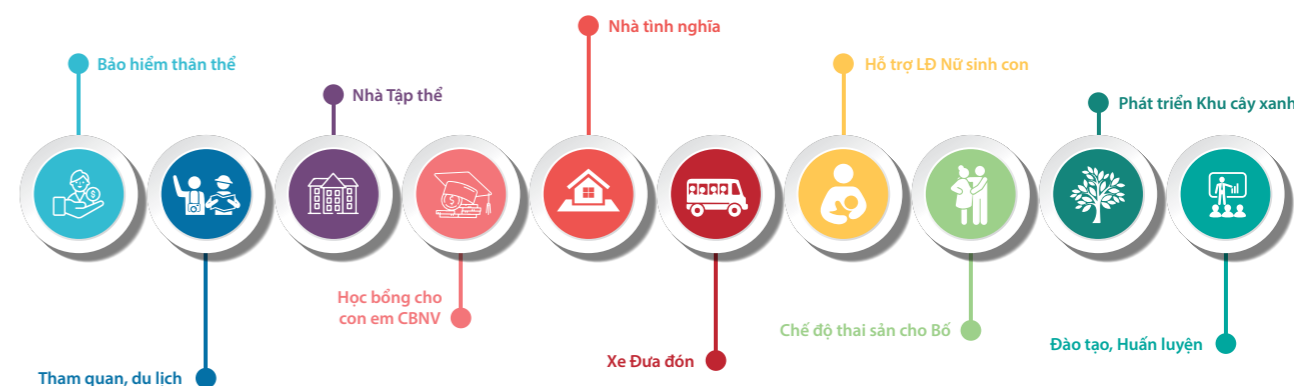 Nhà tình nghĩa
Bảo hiểm thân thể
Hỗ trợ LĐ Nữ sinh con
Nhà Tập thể
Phát triển Khu cây xanh
Học bổng cho
con em CBNV
Chế độ thai sản cho Bố
Đào tạo, Huấn luyện
Xe Đưa đón
Tham quan, du lịch